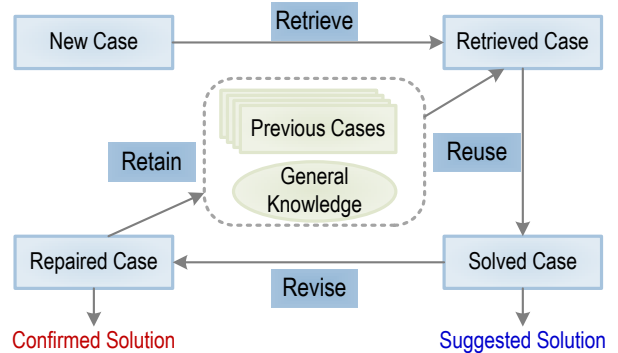 New Case
Retrieve
Retrieved Case
Previous Cases
General
Knowledge
Retain
Reuse
Repaired Case
Revise
Solved Case
Confirmed Solution
Suggested Solution